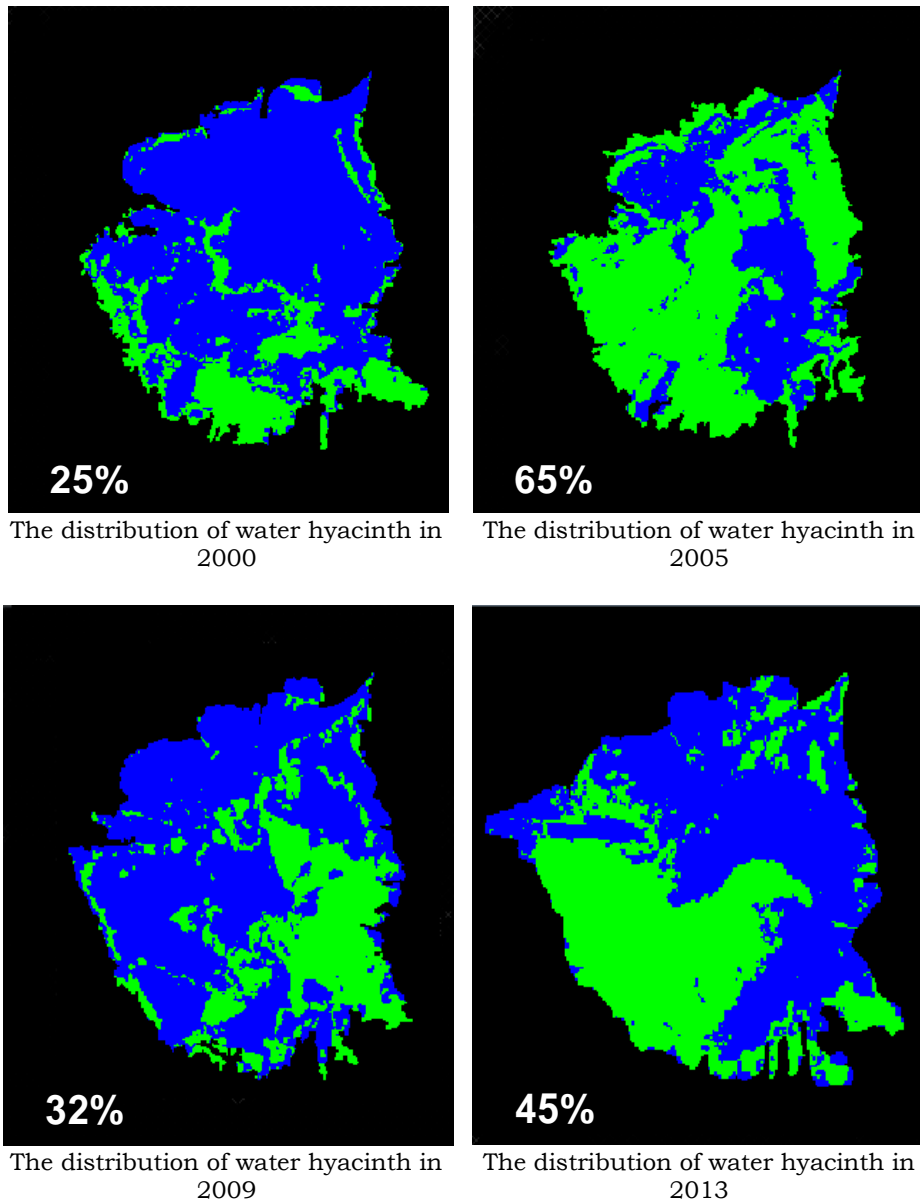 25%
65%
The distribution of water hyacinth in
2000
The distribution of water hyacinth in
2005
32%
45%
The distribution of water hyacinth in
2009
The distribution of water hyacinth in
2013